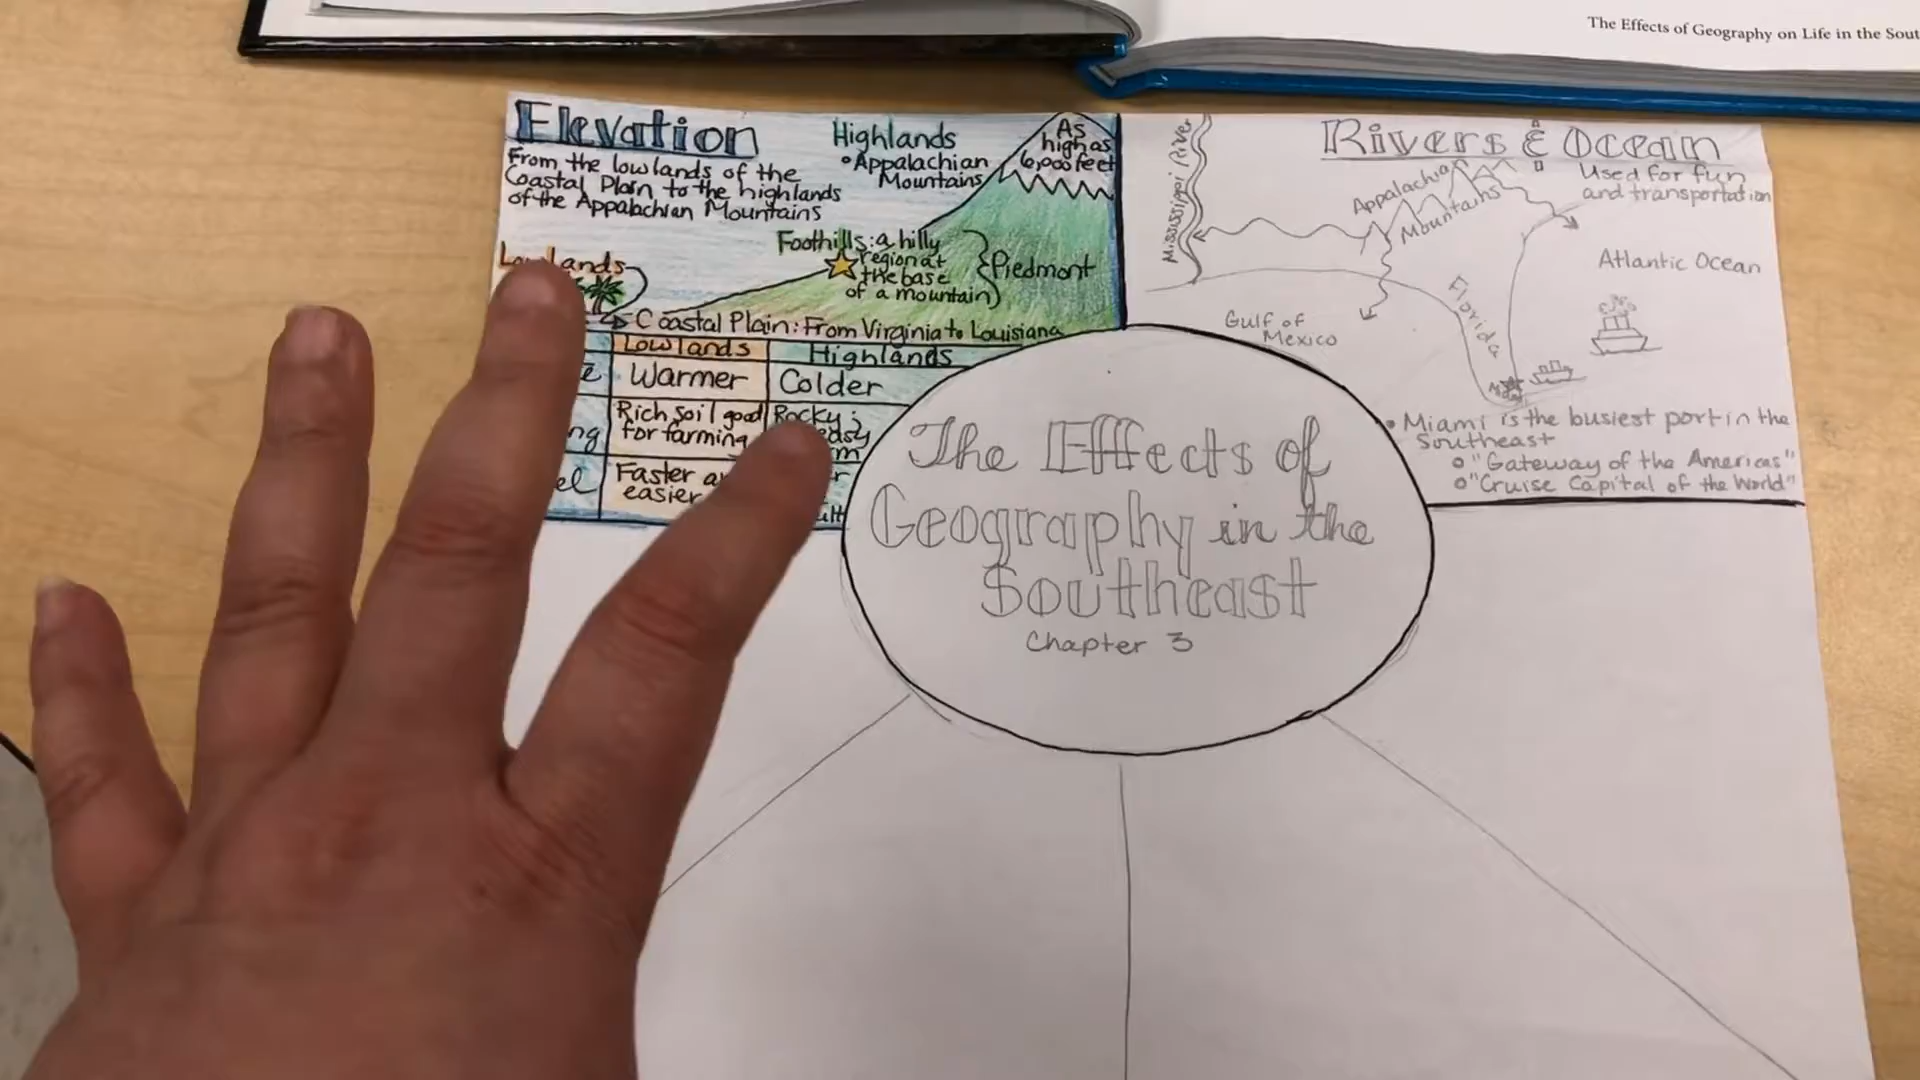 The Effects of Geography on Life in the Sout
Elevation
From the lowlands of the
Coastal Plain to the highlands
of the Appalachian Mountains
Highlands
• Appalachian
Mountains
As
high as
6,000 feet
Lowlands
Foothills: a hilly
region at
the base
of a mountain
Piedmont
Coastal Plain: From Virginia to Louisiana
Lowlands
Highlands
Warmer
Colder
Rich soil good
for farming
Rocky;
easy
Faster
easier
Rivers & Ocean
Used for fun
and transportation
Mississippi River
Appalachian
Mountains
Atlantic Ocean
Florida
Gulf of
Mexico
• Miami is the busiest port in the
Southeast
o "Gateway of the Americas"
o "Cruise Capital of the World"
The Effects of
Geography in the
Southeast
Chapter 3